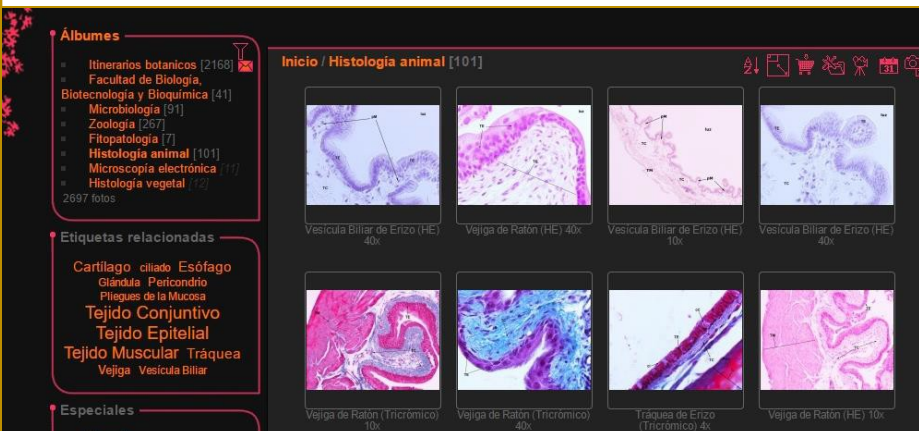 Álbumes
Itinerarios botanicos [2168]
Facultad de Biología,
Biotecnología y Bioquímica [41]
Microbiología [91]
Zoología [267]
Fitopatología [7]
Histología animal [101]
Microscopía electrónica [11]
Histología vegetal [12]
2697 fotos
Etiquetas relacionadas
Cartílago ciliado Esófago
Glándula Pericondrio
Pliegues de la Mucosa
Tejido Conjuntivo
Tejido Epitelial
Tejido Muscular Tráquea
Vejiga Vesícula Biliar
Especiales
Inicio / Histología animal [101]
31
Vesícula Biliar de Erizo (HE)
40x
Vejiga de Ratón (HE) 40x
Vesícula Biliar de Erizo (HE)
10x
Vesícula Biliar de Erizo (HE)
40x
Vejiga de Ratón (Tricrómico)
10x
Vejiga de Ratón (Tricrómico)
40x
Tráquea de Erizo
(Tricrómico) 4x
Vejiga de Ratón (HE) 10x